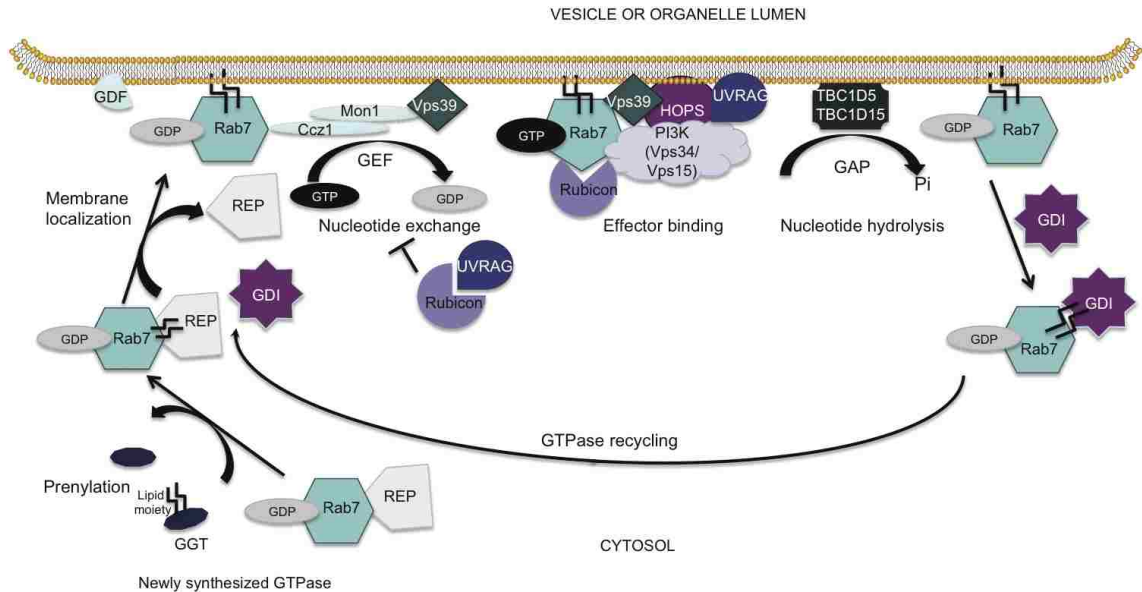 VESICLE OR ORGANELLE LUMEN
GDF
GDP
Rab7
Ccz1
Mon1
Vps39
GEF
GTP
GDP
Nucleotide exchange
UVRAG
Rubicon
GTP
Rab7
Vps39
HOPS
UVRAG
PI3K
(Vps34/
Vps15)
Rubicon
Effector binding
TBC1D5
TBC1D15
GAP
Pi
Nucleotide hydrolysis
GDP
Rab7
GDI
GDP
Rab7
GDI
Membrane
localization
REP
GDI
GDP
Rab7
REP
GTPase recycling
Prenylation
Lipid
moiety
GGT
GDP
Rab7
REP
CYTOSOL
Newly synthesized GTPase